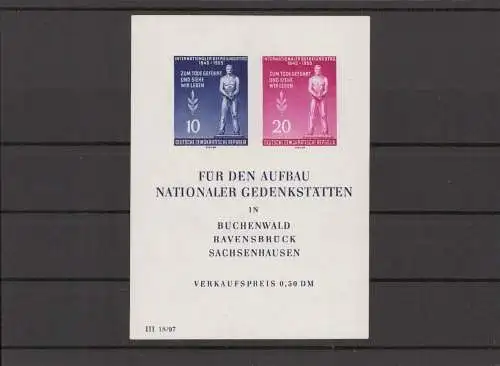 INTERNATIONALER BEFREIUNGSTAG
1945 - 1955
ZUM TODE GEFÜHRT
UND SIEHE
WIR LEBEN
10
DEUTSCHE DEMOKRATISCHE REPUBLIK
INTERNATIONALER BEFREIUNGSTAG
1945 - 1955
ZUM TODE GEFÜHRT
UND SIEHE
WIR LEBEN
20
DEUTSCHE DEMOKRATISCHE REPUBLIK
FÜR DEN AUFBAU
NATIONALER GEDENKSTÄTTEN
IN
BUCHENWALD
RAVENSBRÜCK
SACHSENHAUSEN
VERKAUFSPREIS 0,50 DM
III 18/97